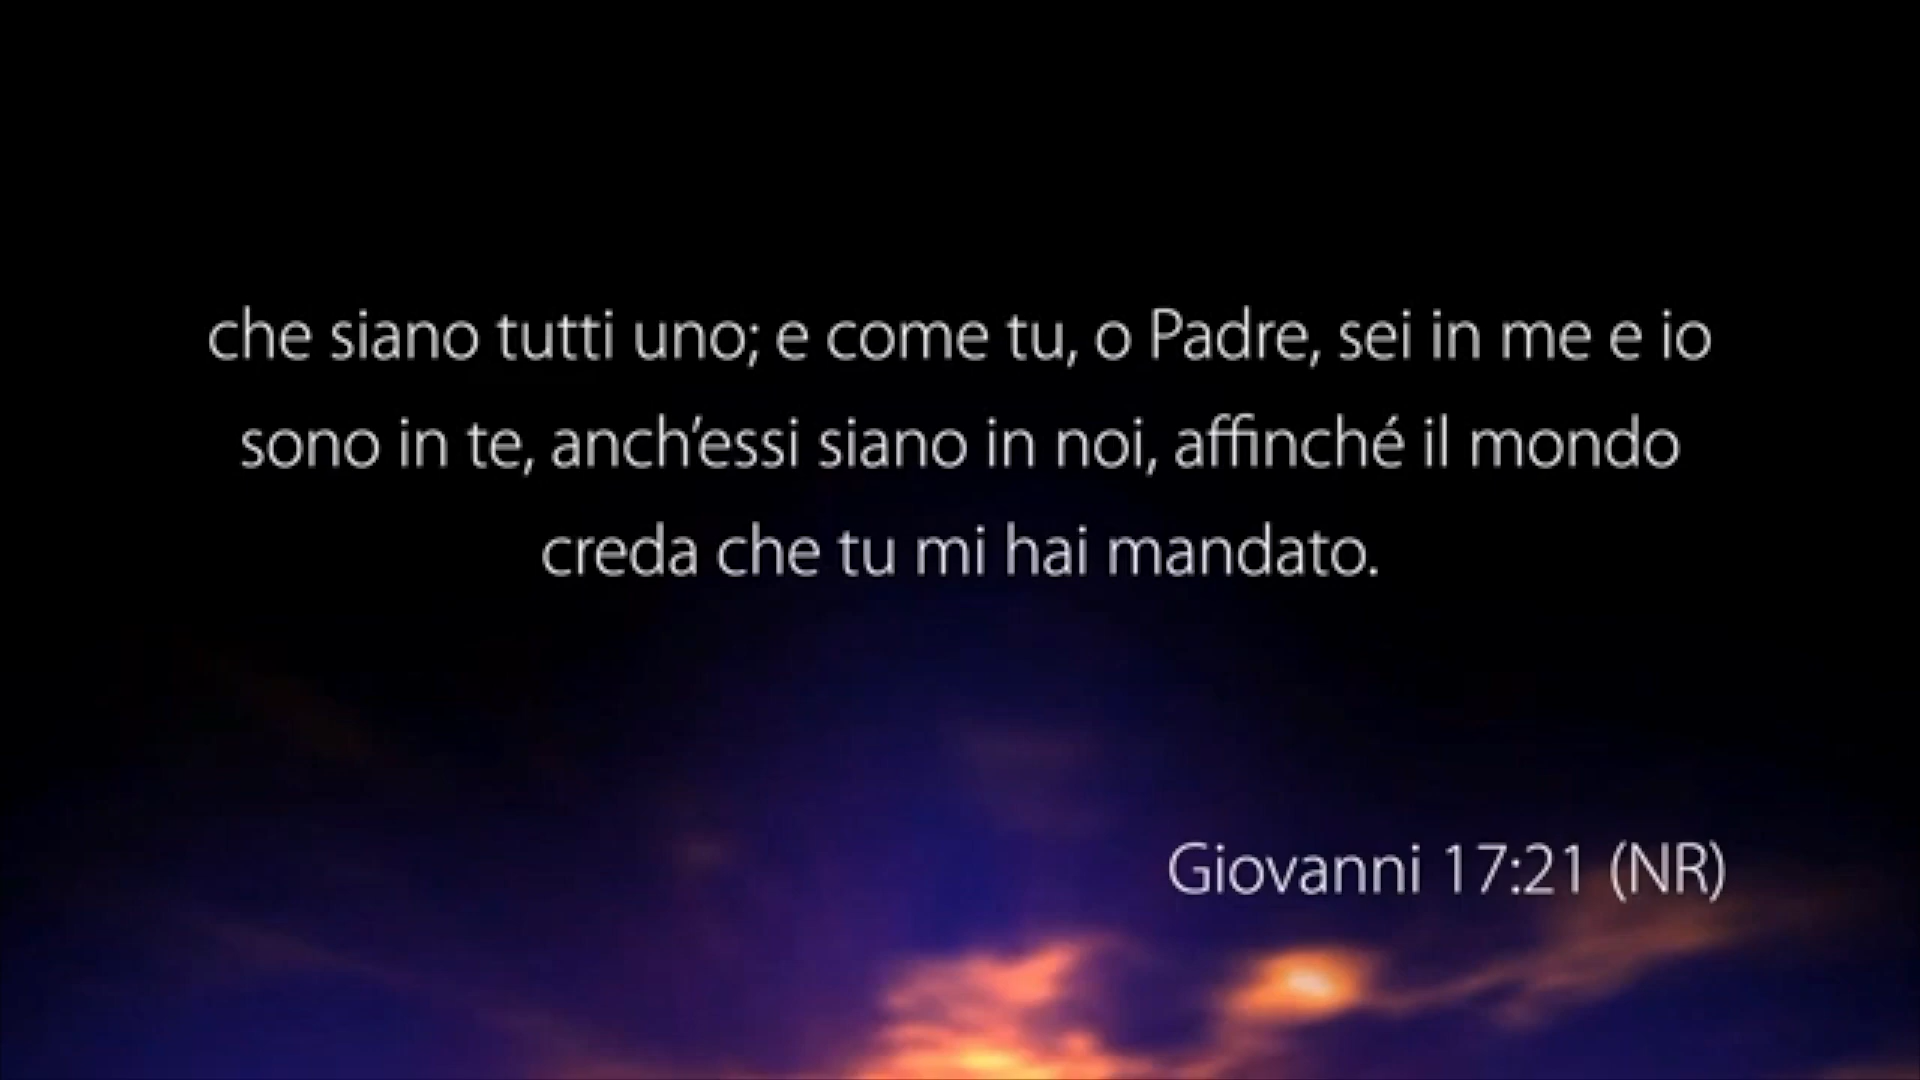 che siano tutti uno; e come tu, o Padre, sei in me e io
sono in te, anch’essi siano in noi, affinché il mondo
creda che tu mi hai mandato.
Giovanni 17:21 (NR)